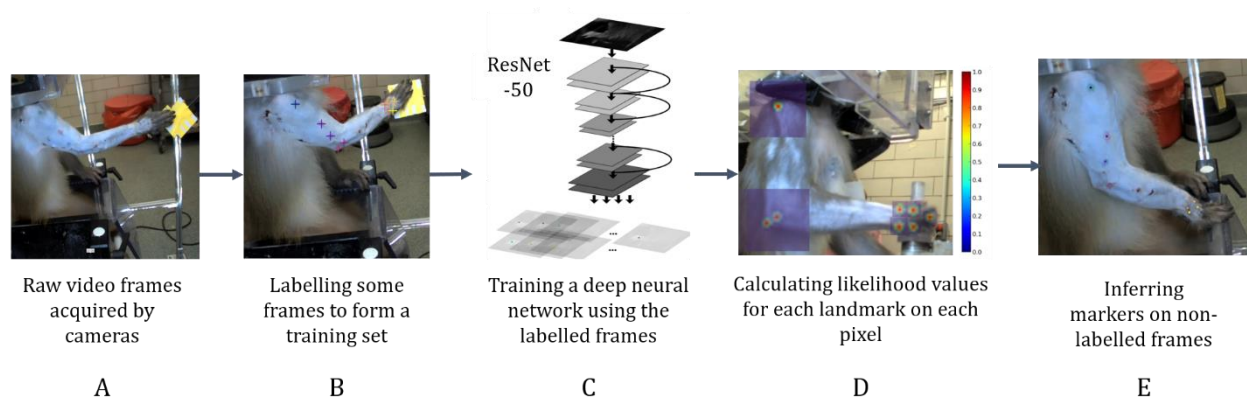 ResNet
-50
1.0
0.9
0.8
0.7
0.6
0.5
0.4
0.3
0.2
0.1
0.0
...
...
Raw video frames
acquired by
cameras
Labelling some
frames to form a
training set
Training a deep neural
network using the
labelled frames
Calculating likelihood values
for each landmark on each
pixel
Inferring
markers on non-
labelled frames
A
B
C
D
E